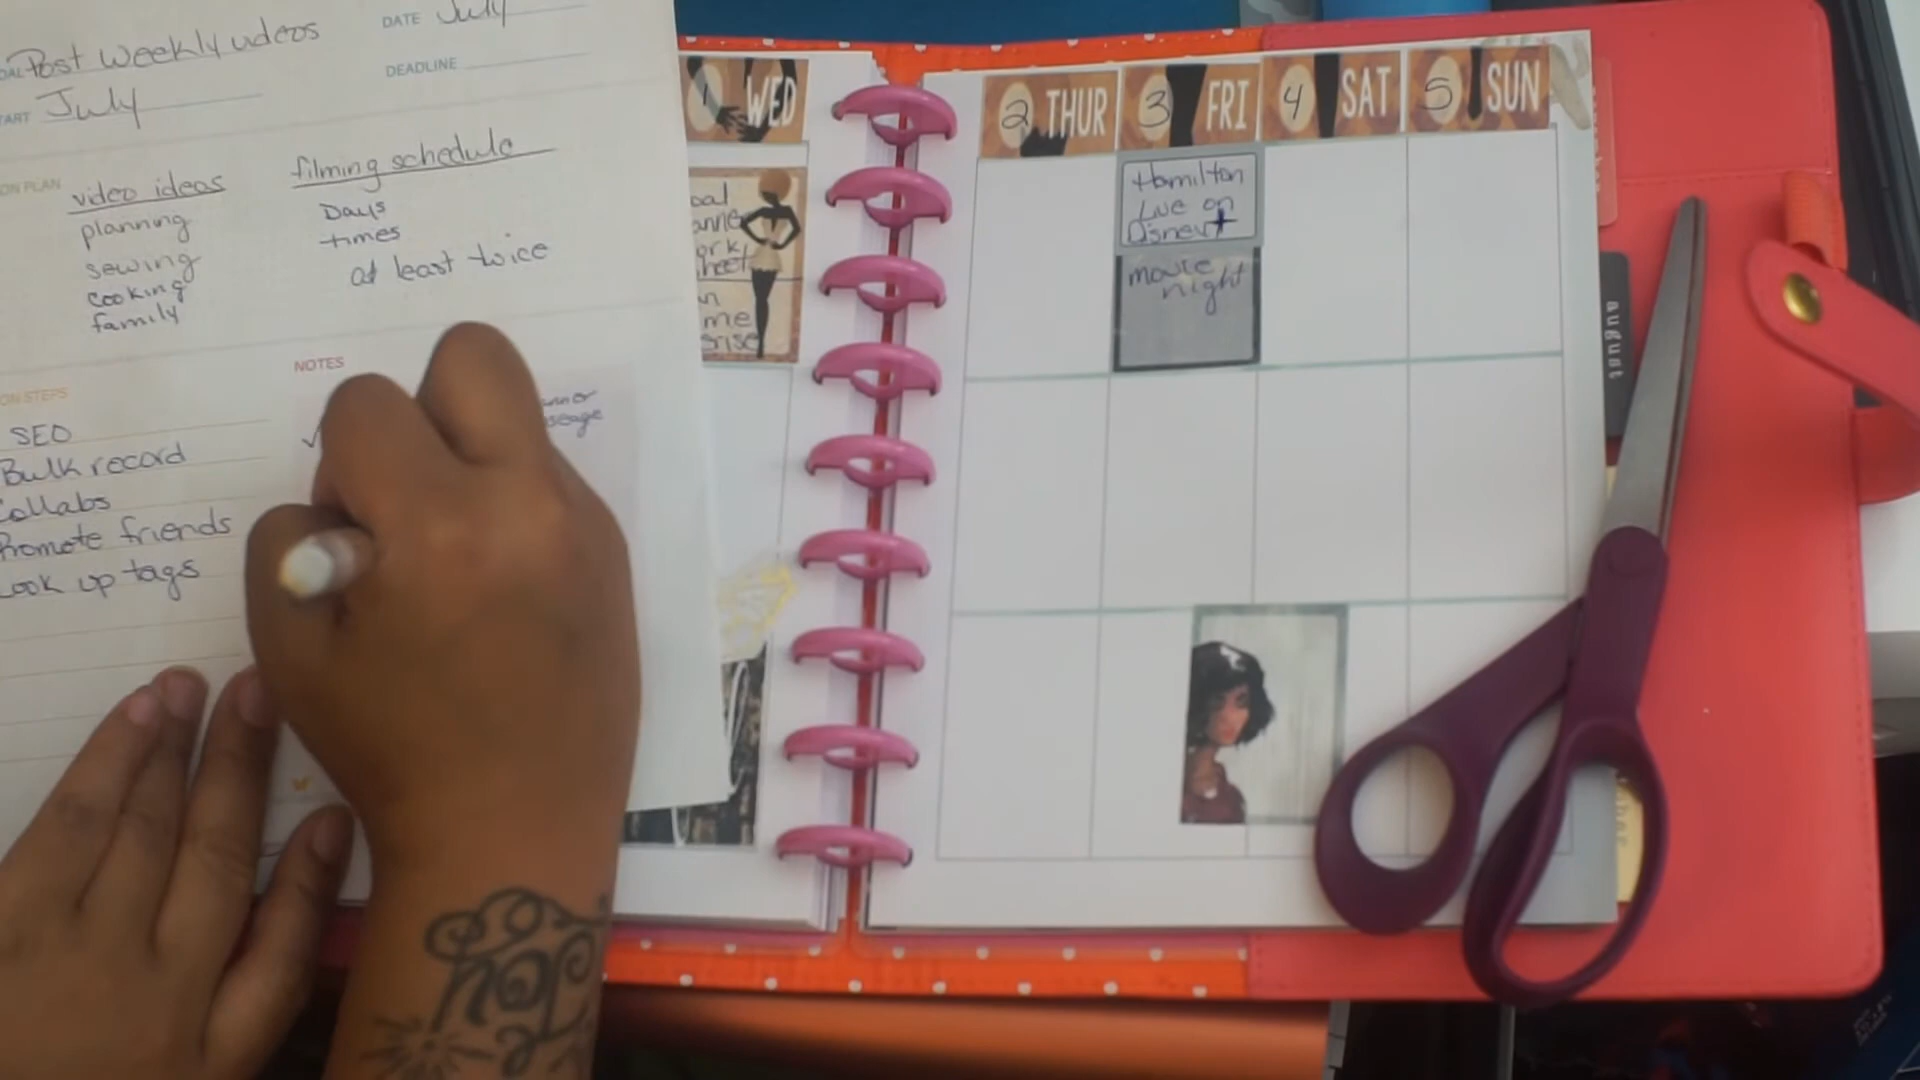 Post Weekly videos
DATE July
START July
DEADLINE
video ideas
planning
sewing
cooking
family
filming schedule
Days
times
at least twice
NOTES
SEO
Bulk record
Collabs
Promote friends
Look up tags
1 WED
2 THUR
3 FRI
4 SAT
5 SUN
Hamilton
Live on
Disney+
movie
night
august